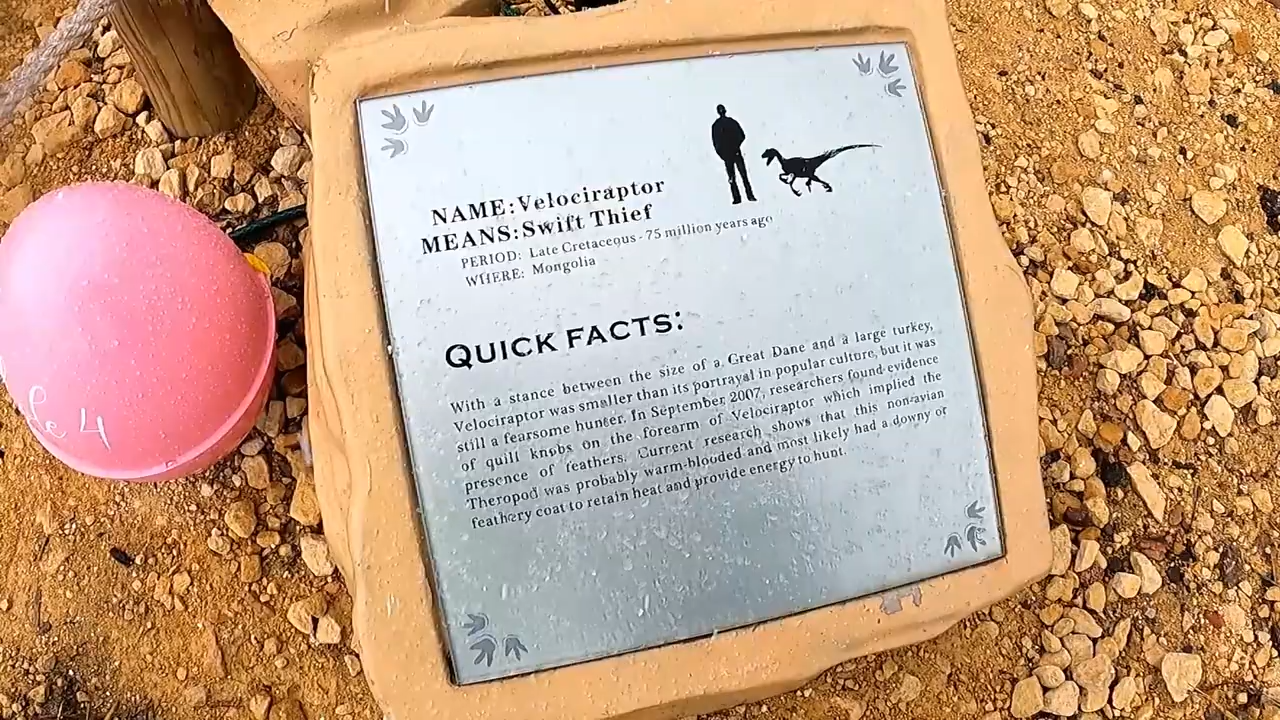 NAME:Velociraptor
MEANS:Swift Thief
PERIOD: Late Cretaceous - 75 million years ago
WHERE: Mongolia
QUICK FACTS:
With a stance between the size of a Great Dane and a large turkey,
Velociraptor was smaller than its portrayal in popular culture, but it was
still a fearsome hunter. In September 2007, researchers found evidence
of quill knobs on the forearm of Velociraptor which implied the
presence of feathers. Current research shows that this non-avian
Theropod was probably warm-blooded and most likely had a downy or
feathery coat to retain heat and provide energy to hunt.
de 4